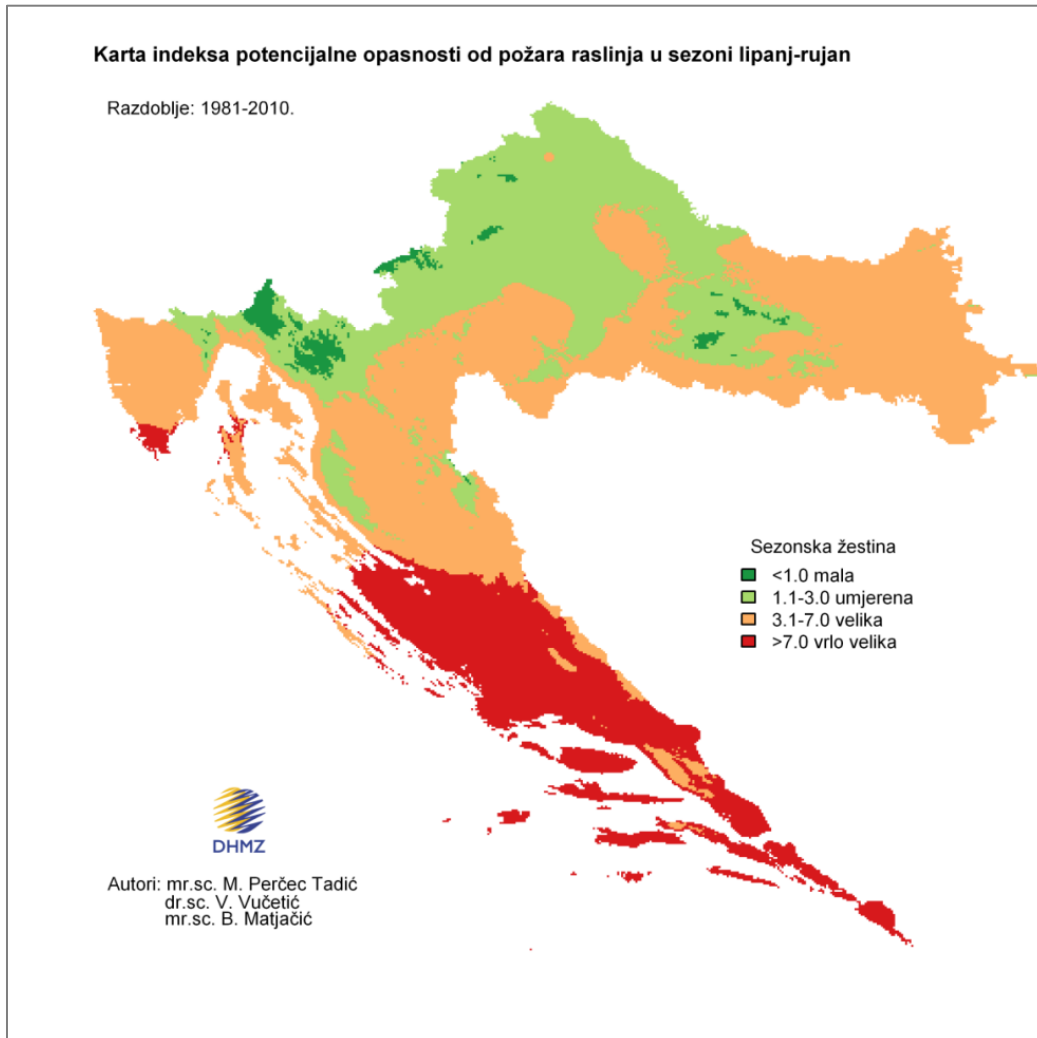 Karta indeksa potencijalne opasnosti od požara raslinja u sezoni lipanj-rujan
Razdoblje: 1981-2010.
Sezonska žestina
<1.0 mala
1.1-3.0 umjerena
3.1-7.0 velika
>7.0 vrlo velika
DHMZ
Autori: mr.sc. M. Perčec Tadić
dr.sc. V. Vučetić
mr.sc. B. Matjačić